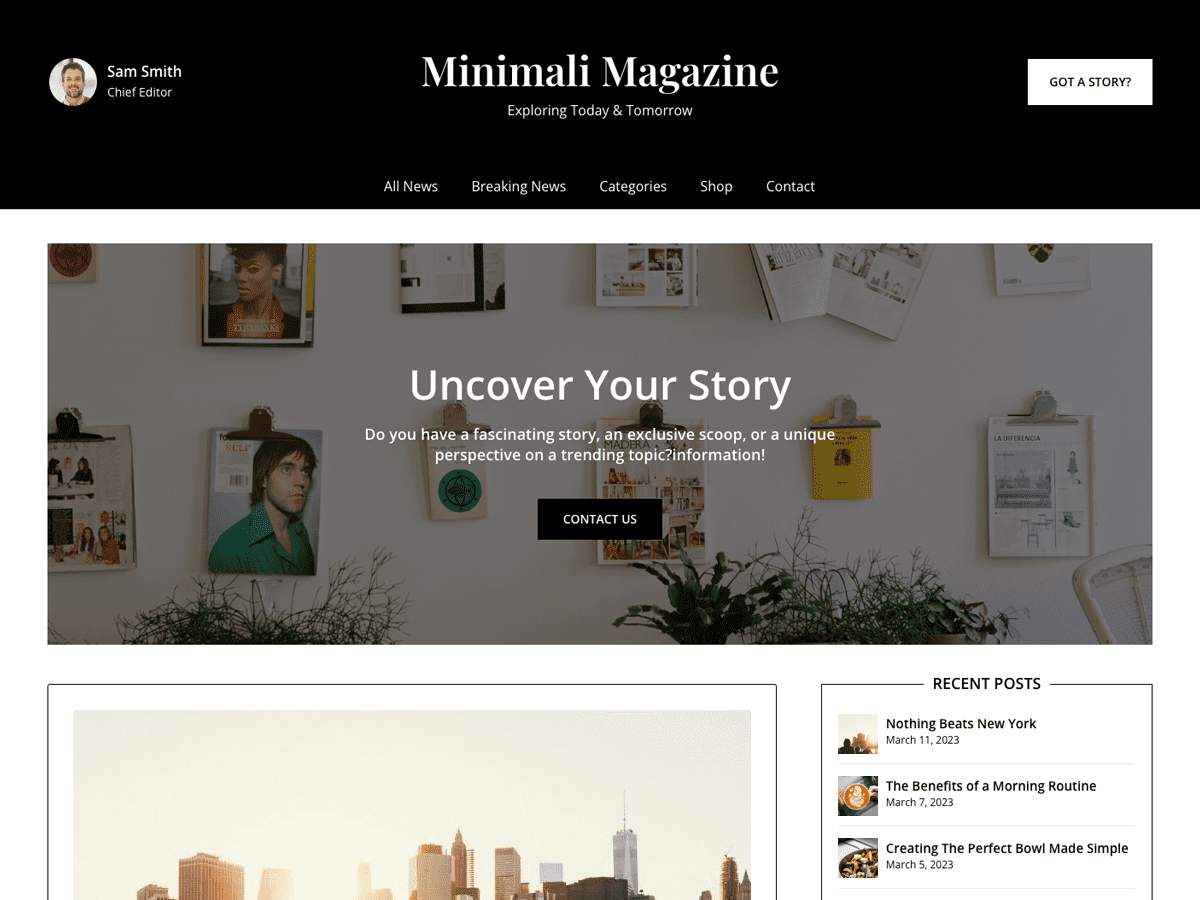 Sam Smith
Chief Editor
Minimali Magazine
Exploring Today & Tomorrow
GOT A STORY?
All News
Breaking News
Categories
Shop
Contact
Uncover Your Story
Do you have a fascinating story, an exclusive scoop, or a unique
perspective on a trending topic?information!
CONTACT US
MADERA
LA DIFERENCIA
RECENT POSTS
Nothing Beats New York
March 11, 2023
The Benefits of a Morning Routine
March 7, 2023
Creating The Perfect Bowl Made Simple
March 5, 2023